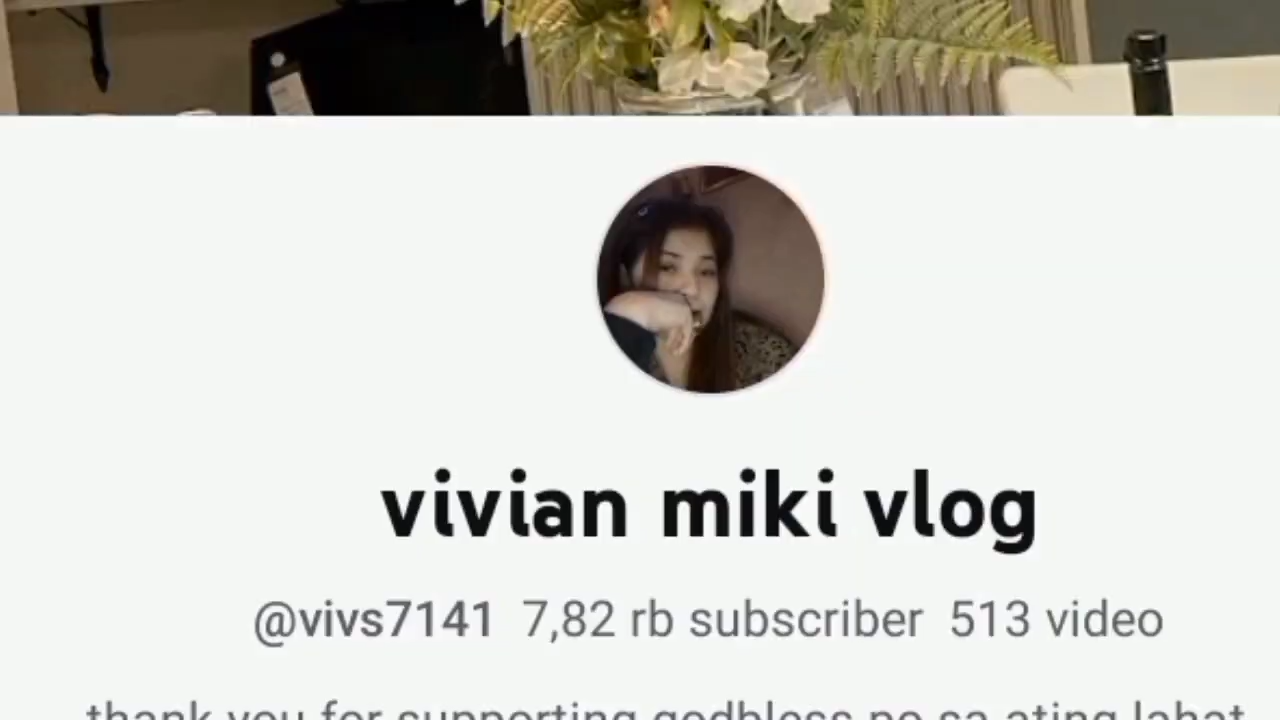 vivian miki vlog
@vivs7141 7,82 rb subscriber 513 video
thank you for supporting godbless po sa ating lahat